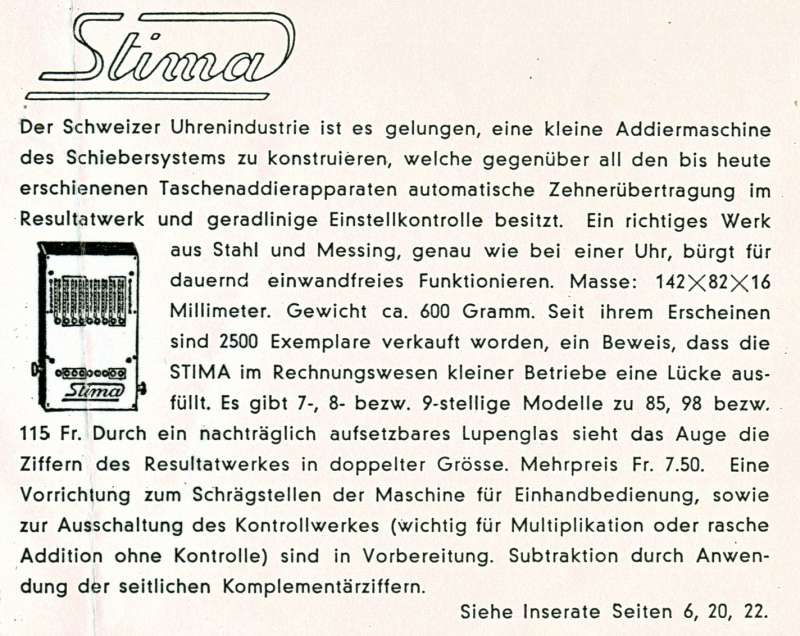 Stima
Der Schweizer Uhrenindustrie ist es gelungen, eine kleine Addiermaschine
des Schiebersystems zu konstruieren, welche gegenüber all den bis heute
erschienenen Taschenaddierapparaten automatische Zehnerübertragung im
Resultatwerk und geradlinige Einstellkontrolle besitzt. Ein richtiges Werk
aus Stahl und Messing, genau wie bei einer Uhr, bürgt für
dauernd einwandfreies Funktionieren. Masse: 142×82×16
Millimeter. Gewicht ca. 600 Gramm. Seit ihrem Erscheinen
sind 2500 Exemplare verkauft worden, ein Beweis, dass die
STIMA im Rechnungswesen kleiner Betriebe eine Lücke aus-
füllt. Es gibt 7-, 8- bezw. 9-stellige Modelle zu 85, 98 bezw.
Stima
115 Fr. Durch ein nachträglich aufsetzbares Lupenglas sieht das Auge die
Ziffern des Resultatwerkes in doppelter Grösse. Mehrpreis Fr. 7.50. Eine
Vorrichtung zum Schrägstellen der Maschine für Einhandbedienung, sowie
zur Ausschaltung des Kontrollwerkes (wichtig für Multiplikation oder rasche
Addition ohne Kontrolle) sind in Vorbereitung. Subtraktion durch Anwen-
dung der seitlichen Komplementärziffern.
Siehe Inserate Seiten 6, 20, 22.